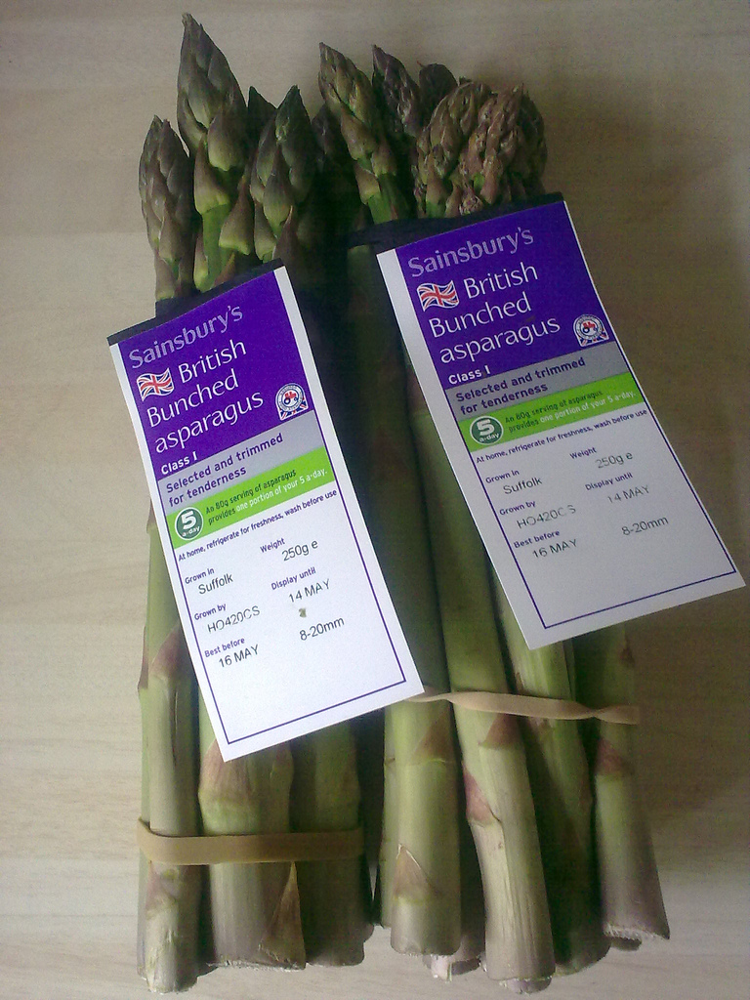 Sainsbury's
British
Bunched
asparagus
Class I
Selected and trimmed
for tenderness
5
a-day
An 80g serving of asparagus
provides one portion of your 5 a-day.
At home, refrigerate for freshness, wash before use
Grown in
Suffolk
Weight
250g e
Grown by
HO420CS
Display until
14 MAY
Best before
16 MAY
8-20mm
Sainsbury's
British
Bunched
asparagus
Class I
Selected and trimmed
for tenderness
5
a-day
An 80g serving of asparagus
provides one portion of your 5 a-day.
At home, refrigerate for freshness, wash before use
Grown in
Suffolk
Weight
250g e
Grown by
HO420CS
Display until
14 MAY
Best before
16 MAY
8-20mm